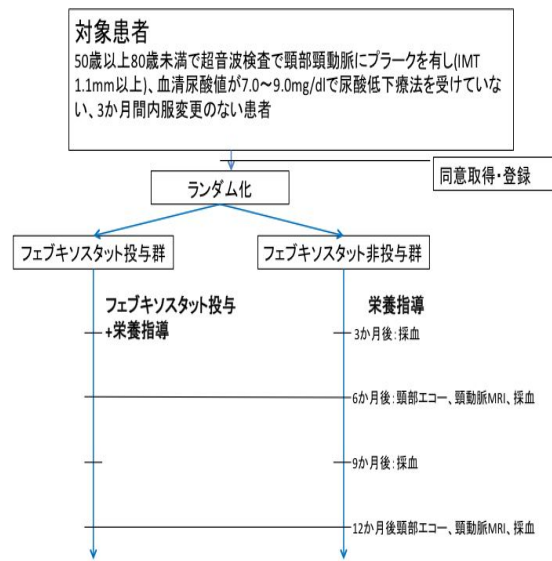 対象患者
50歳以上80歳未満で超音波検査で頸部頸動脈にプラークを有し(IMT
1.1mm以上)、血清尿酸値が7.0～9.0mg/dlで尿酸低下療法を受けていな
い、3か月間内服変更のない患者
同意取得・登録
ランダム化
フェブキソスタット投与群
フェブキソスタット非投与群
フェブキソスタット投与
+栄養指導
栄養指導
3か月後:採血
6か月後:頸部エコー、頸動脈MRI、採血
9か月後:採血
12か月後頸部エコー、頸動脈MRI、採血